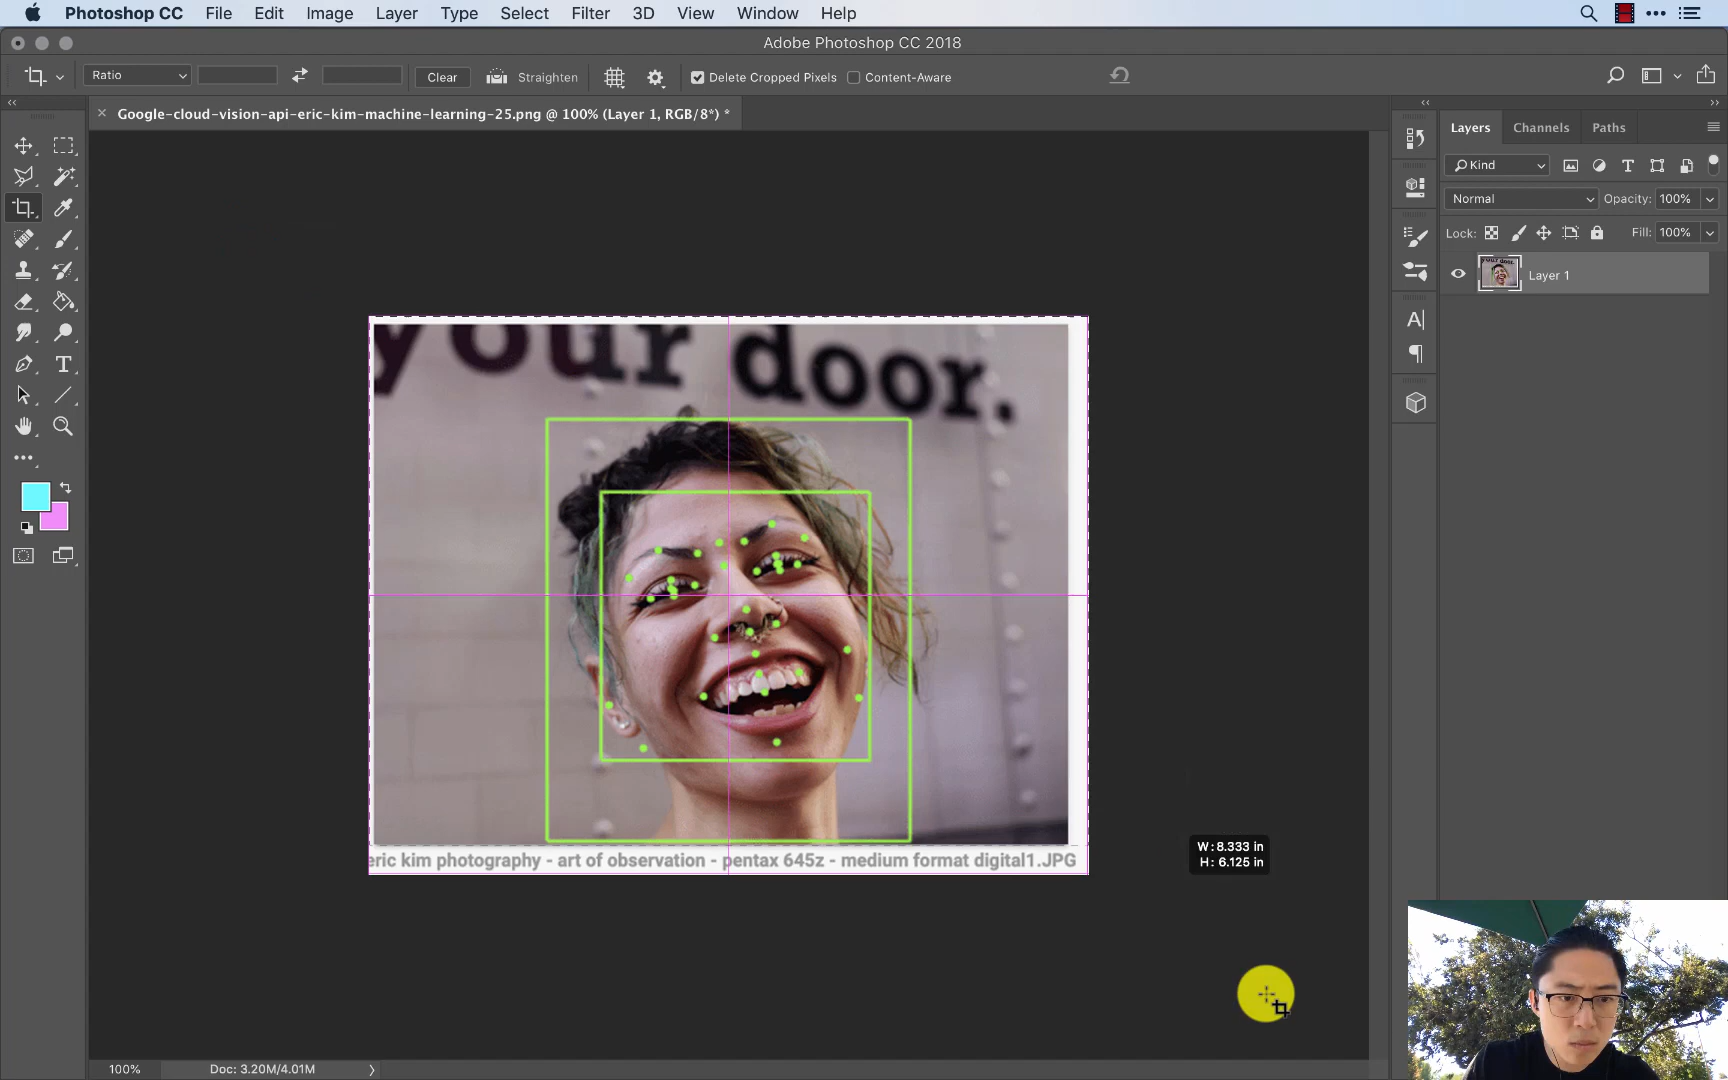 Photoshop CC File Edit Image Layer Type Select Filter 3D View Window Help
Adobe Photoshop CC 2018
Ratio Clear Straighten Delete Cropped Pixels Content-Aware
Google-cloud-vision-api-eric-kim-machine-learning-25.png @ 100% (Layer 1, RGB/8*) *
Layers Channels Paths
Kind
Normal Opacity: 100%
Lock: Fill: 100%
Layer 1
your door.
eric kim photography - art of observation - pentax 645z - medium format digital1.JPG
W: 8.333 in
H: 6.125 in
100% Doc: 3.20M/4.01M